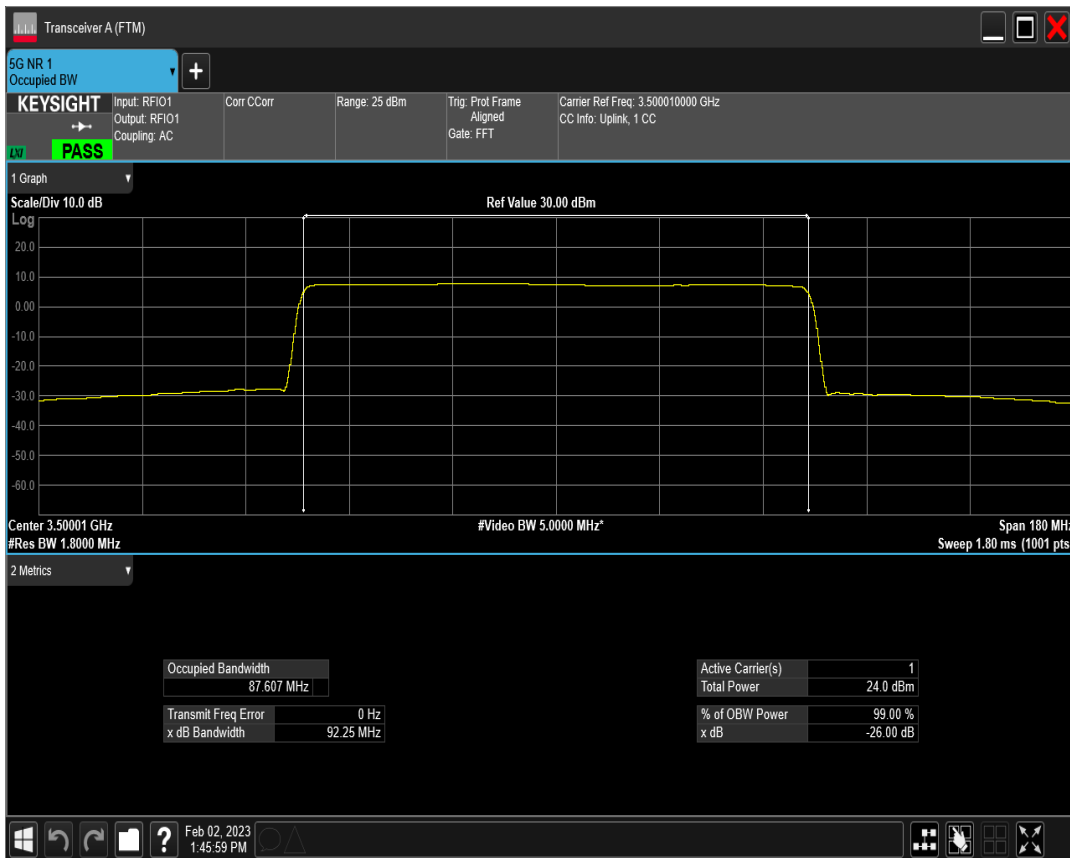 Transceiver A (FTM)
5G NR 1
Occupied BW
+
KEYSIGHT
LXI
PASS
Input: RFIO1
Output: RFIO1
Coupling: AC
Corr CCorr
Range: 25 dBm
Trig: Prot Frame
Aligned
Gate: FFT
Carrier Ref Freq: 3.500010000 GHz
CC Info: Uplink, 1 CC
1 Graph
Scale/Div 10.0 dB
Ref Value 30.00 dBm
Log
20.0
10.0
0.00
-10.0
-20.0
-30.0
-40.0
-50.0
-60.0
Center 3.50001 GHz
#Video BW 5.0000 MHz*
Span 180 MHz
#Res BW 1.8000 MHz
Sweep 1.80 ms (1001 pts
2 Metrics
Occupied Bandwidth
87.607 MHz
Transmit Freq Error 0 Hz
x dB Bandwidth 92.25 MHz
Active Carrier(s) 1
Total Power 24.0 dBm
% of OBW Power 99.00 %
x dB -26.00 dB
?
Feb 02, 2023
1:45:59 PM